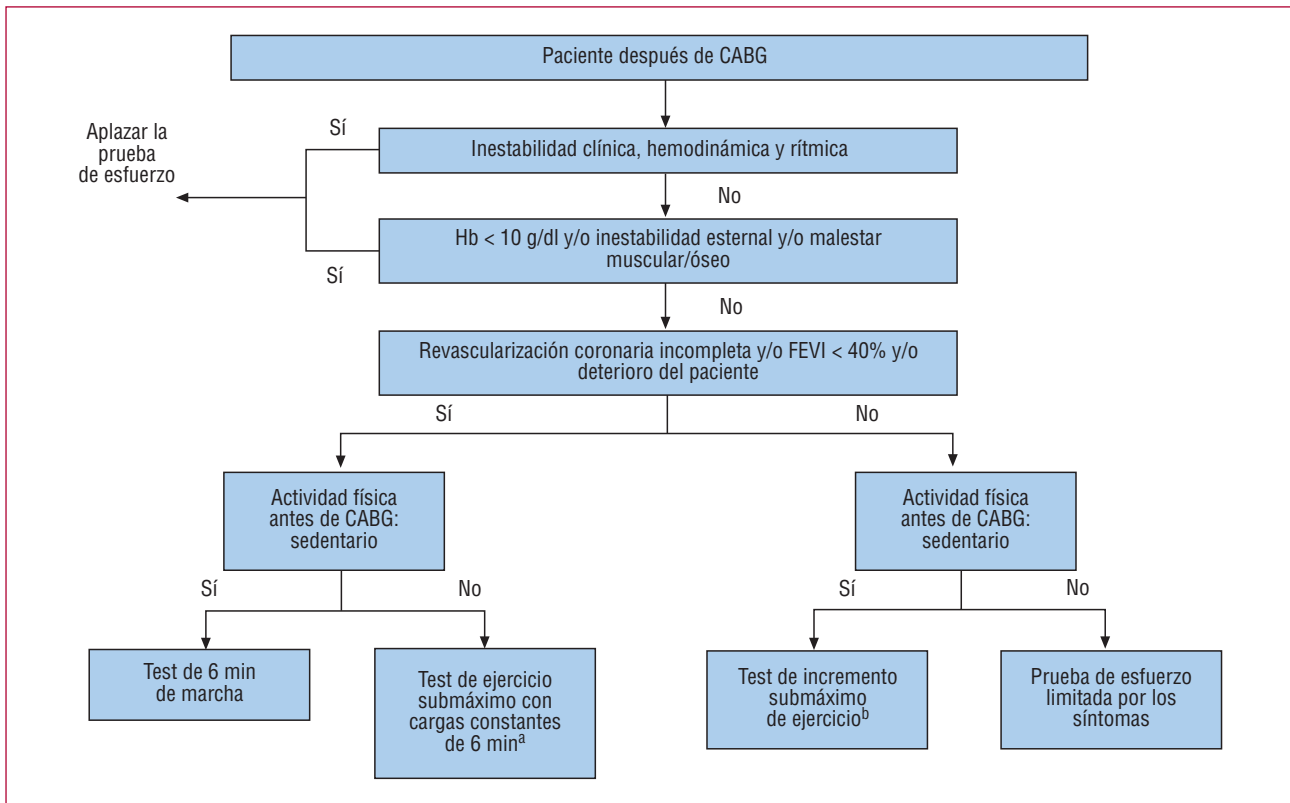 Paciente después de CABG
Sí
Aplazar la
prueba
de esfuerzo
Inestabilidad clínica, hemodinámica y rítmica
No
Hb < 10 g/dl y/o inestabilidad esternal y/o malestar
muscular/óseo
Sí
No
Revascularización coronaria incompleta y/o FEVI < 40% y/o
deterioro del paciente
Sí
No
Actividad física
antes de CABG:
sedentario
Actividad física
antes de CABG:
sedentario
Sí
No
Sí
No
Test de 6 min
de marcha
Test de ejercicio
submáximo con
cargas constantes
de 6 minᵃ
Test de incremento
submáximo
de ejercicioᵇ
Prueba de esfuerzo
limitada por los
síntomas